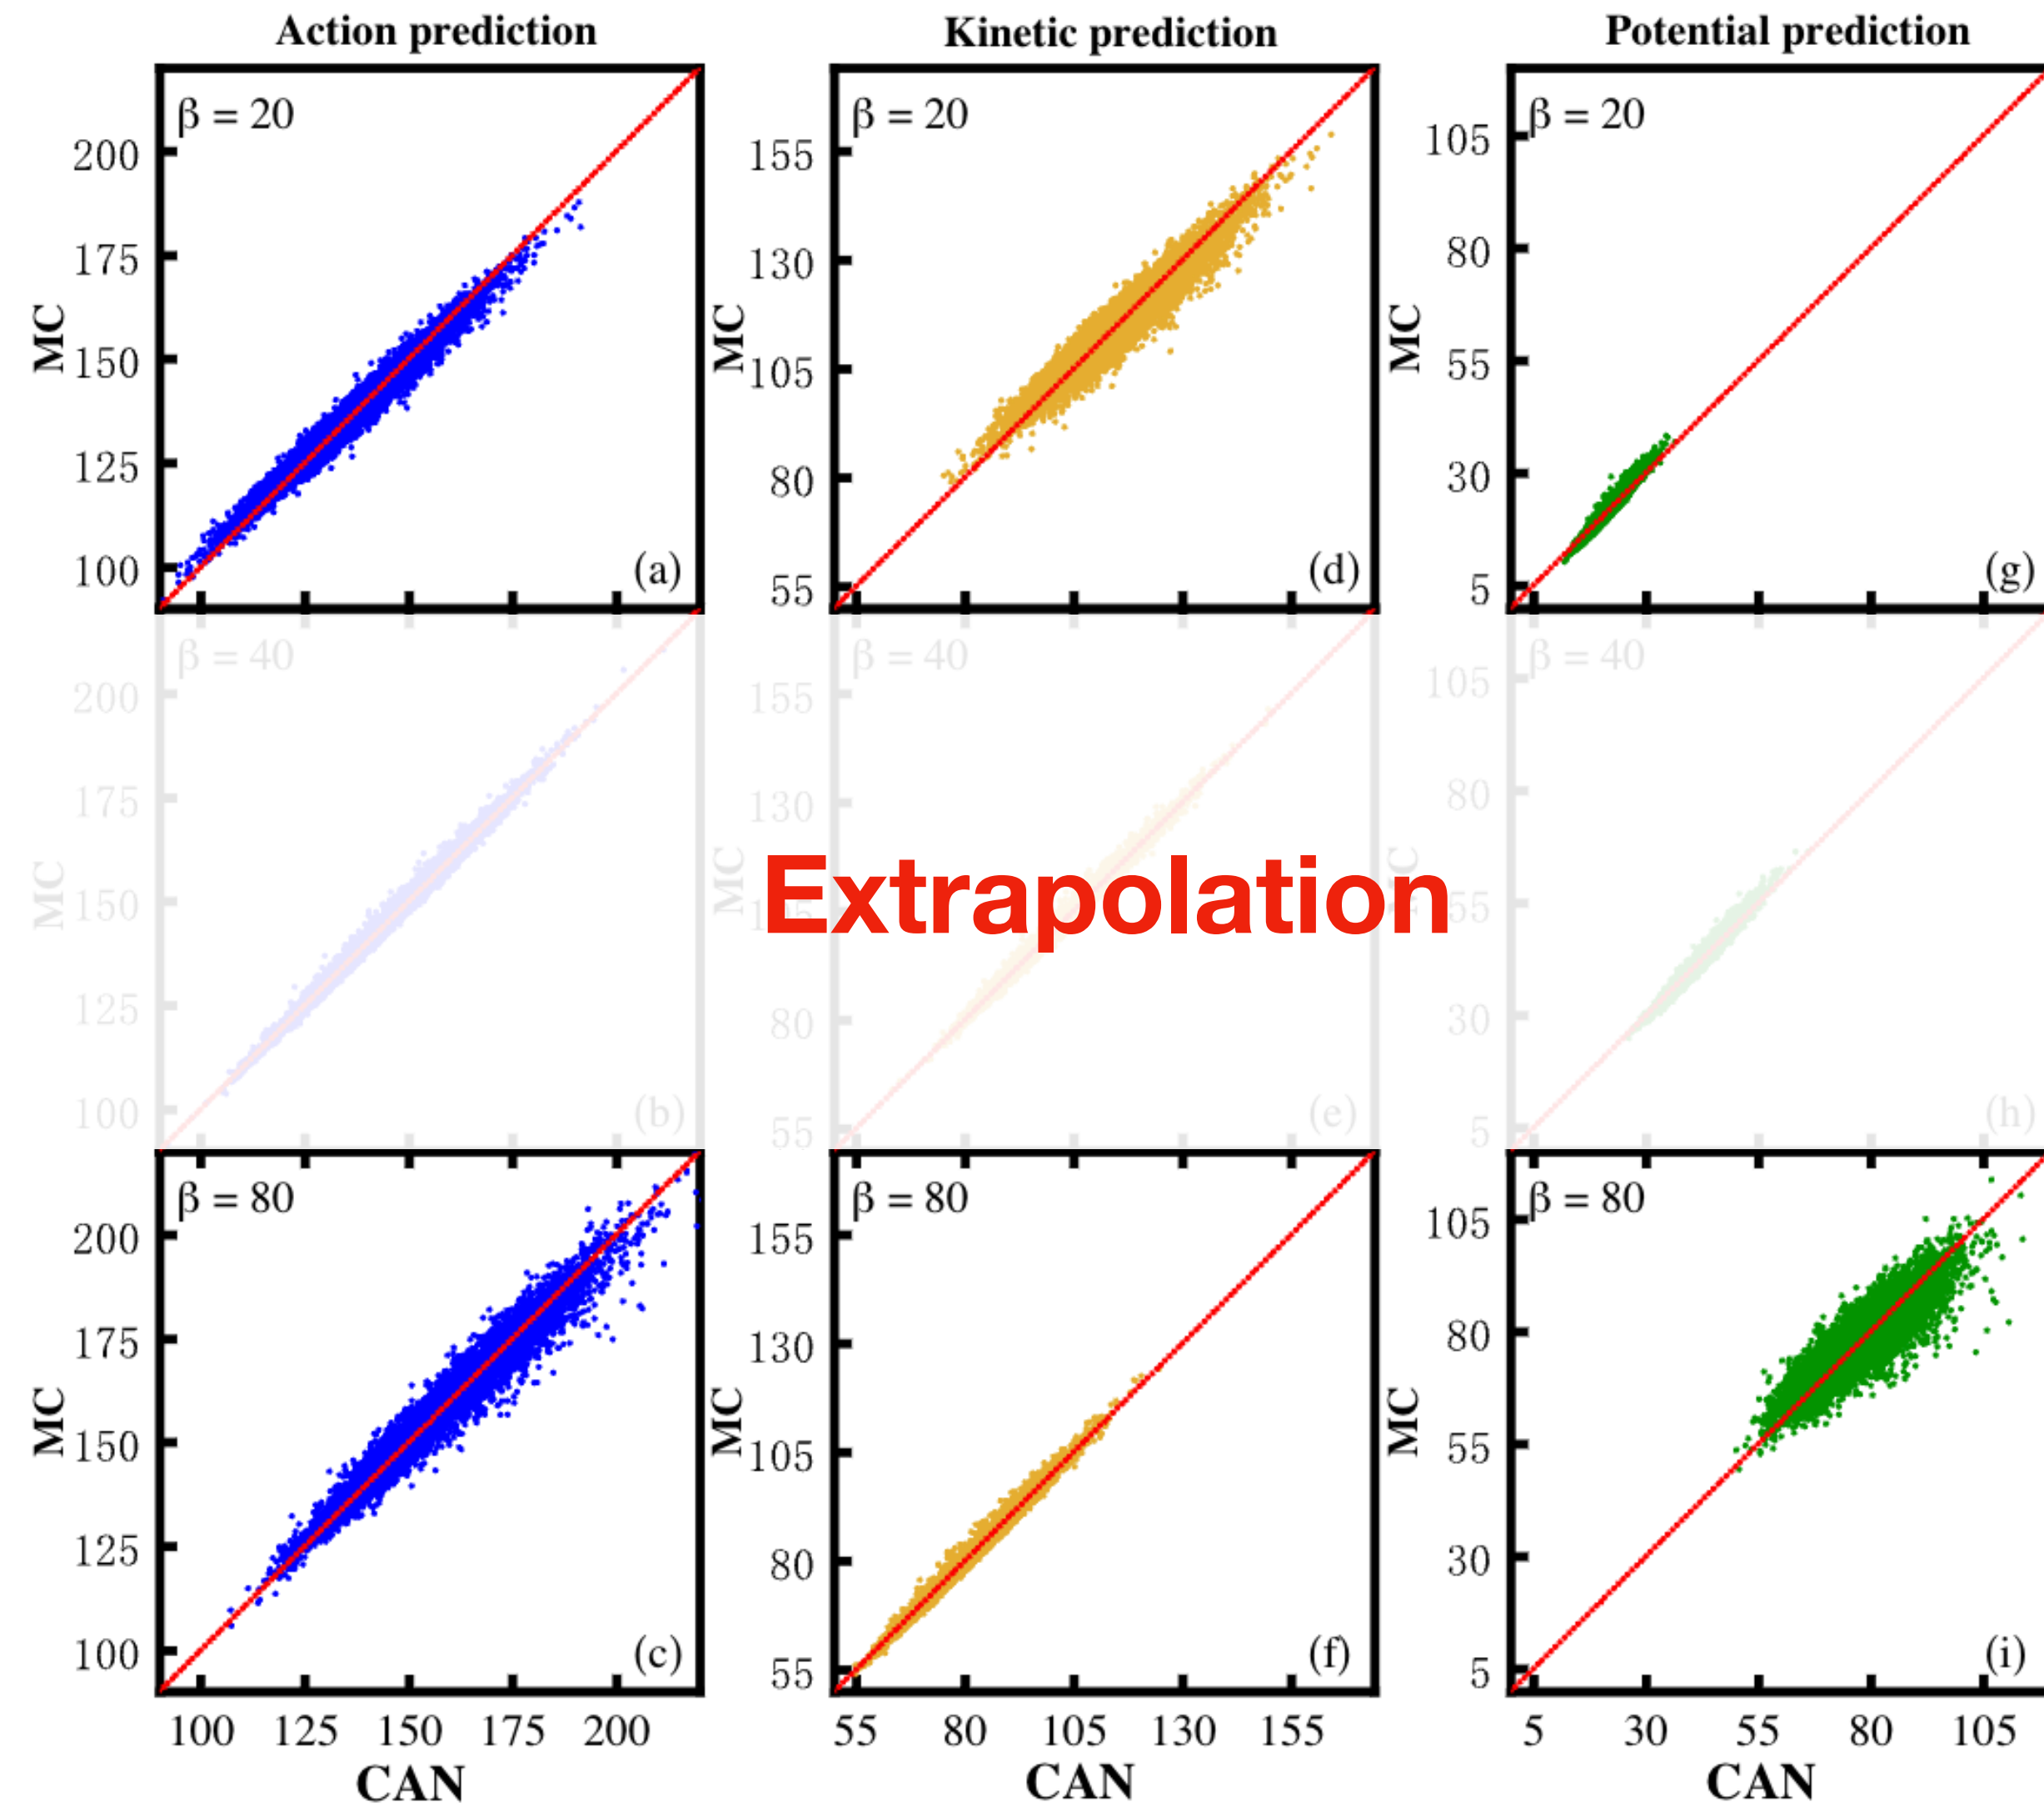 Action prediction
Kinetic prediction
Potential prediction
β = 20
200
175
150
125
100
MC
(a)
β = 20
155
130
105
80
55
MC
(d)
β = 20
105
80
55
30
5
MC
(g)
β = 40
200
175
150
125
100
MC
(b)
β = 40
155
130
80
55
MC
(e)
Extrapolation
β = 40
105
80
55
30
5
(h)
β = 80
200
175
150
125
100
MC
(c)
100 125 150 175 200
CAN
β = 80
155
130
105
80
55
MC
(f)
55 80 105 130 155
CAN
β = 80
105
80
55
30
5
MC
(i)
5 30 55 80 105
CAN